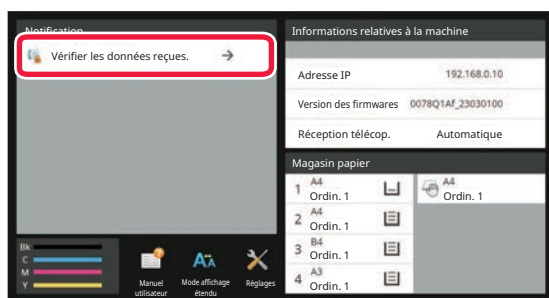 Notification
Vérifier les données reçues.
Bk
C
M
Y
Manuel
utilisateur
Mode affichage
étendu
Réglages
Informations relatives à la machine
Adresse IP 192.168.0.10
Version des firmwares 0078Q1Af_23030100
Réception télécop. Automatique
Magasin papier
1 A4
Ordin. 1
2 A4
Ordin. 1
3 B4
Ordin. 1
4 A3
Ordin. 1
A4
Ordin. 1